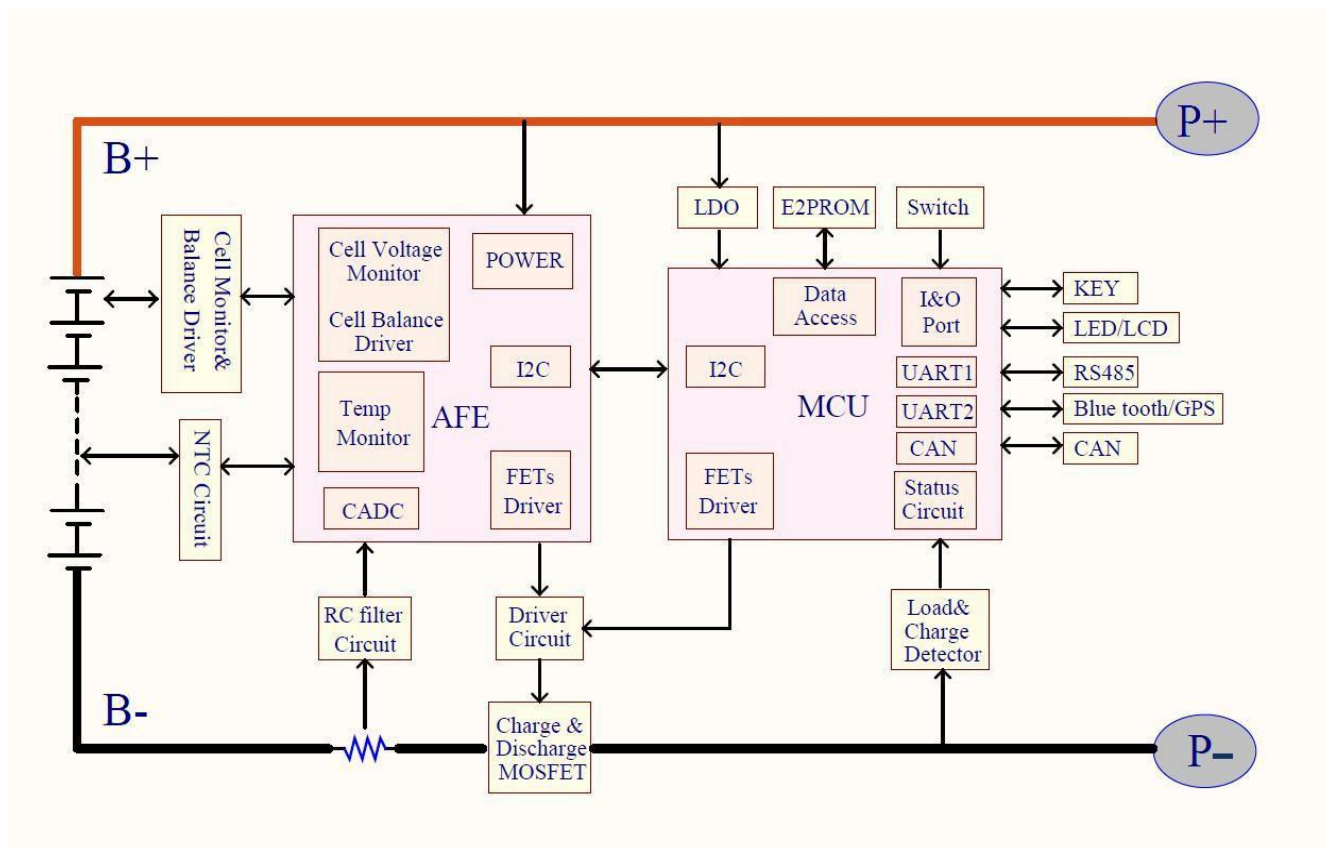 P+
B+
LDO
E2PROM
Switch
Cell Monitor&
Balance Driver
Cell Voltage
Monitor
Cell Balance
Driver
POWER
Data
Access
I&O
Port
KEY
LED/LCD
I2C
I2C
UART1
RS485
Temp
Monitor
AFE
MCU
UART2
Blue tooth/GPS
CAN
CAN
NTC Circuit
FETs
Driver
FETs
Driver
Status
Circuit
CADC
RC filter
Circuit
Driver
Circuit
Load&
Charge
Detector
B-
Charge &
Discharge
MOSFET
P-